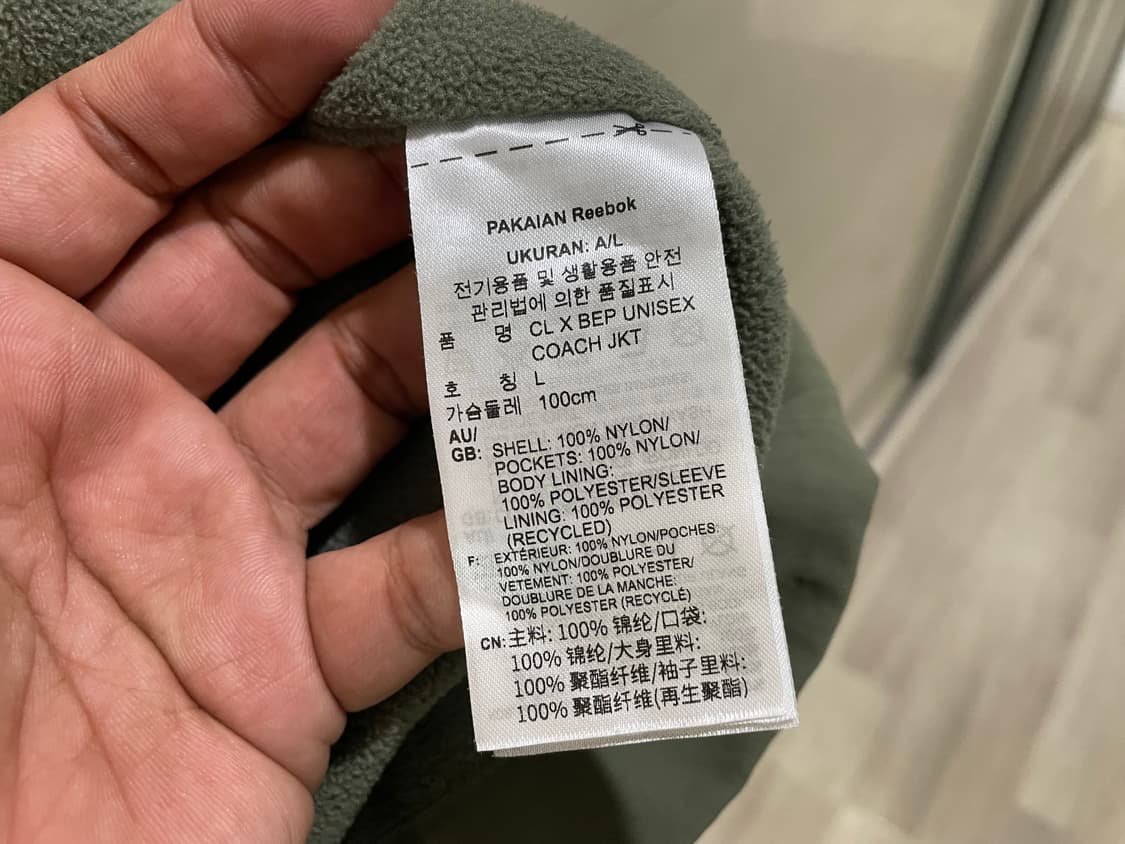 PAKAIAN Reebok
UKURAN: A/L
전기용품 및 생활용품 안전
관리법에 의한 품질표시
품 명 CL X BEP UNISEX
COACH JKT
호 칭 L
가슴둘레 100cm
AU/
GB: SHELL: 100% NYLON/
POCKETS: 100% NYLON/
BODY LINING:
100% POLYESTER/SLEEVE
LINING: 100% POLYESTER
(RECYCLED)
F: EXTÉRIEUR: 100% NYLON/POCHES:
100% NYLON/DOUBLURE DU
VETEMENT: 100% POLYESTER/
DOUBLURE DE LA MANCHE:
100% POLYESTER (RECYCLÉ)
CN: 主料: 100% 锦纶/口袋:
100% 锦纶/大身里料:
100% 聚酯纤维/袖子里料:
100% 聚酯纤维(再生聚酯)